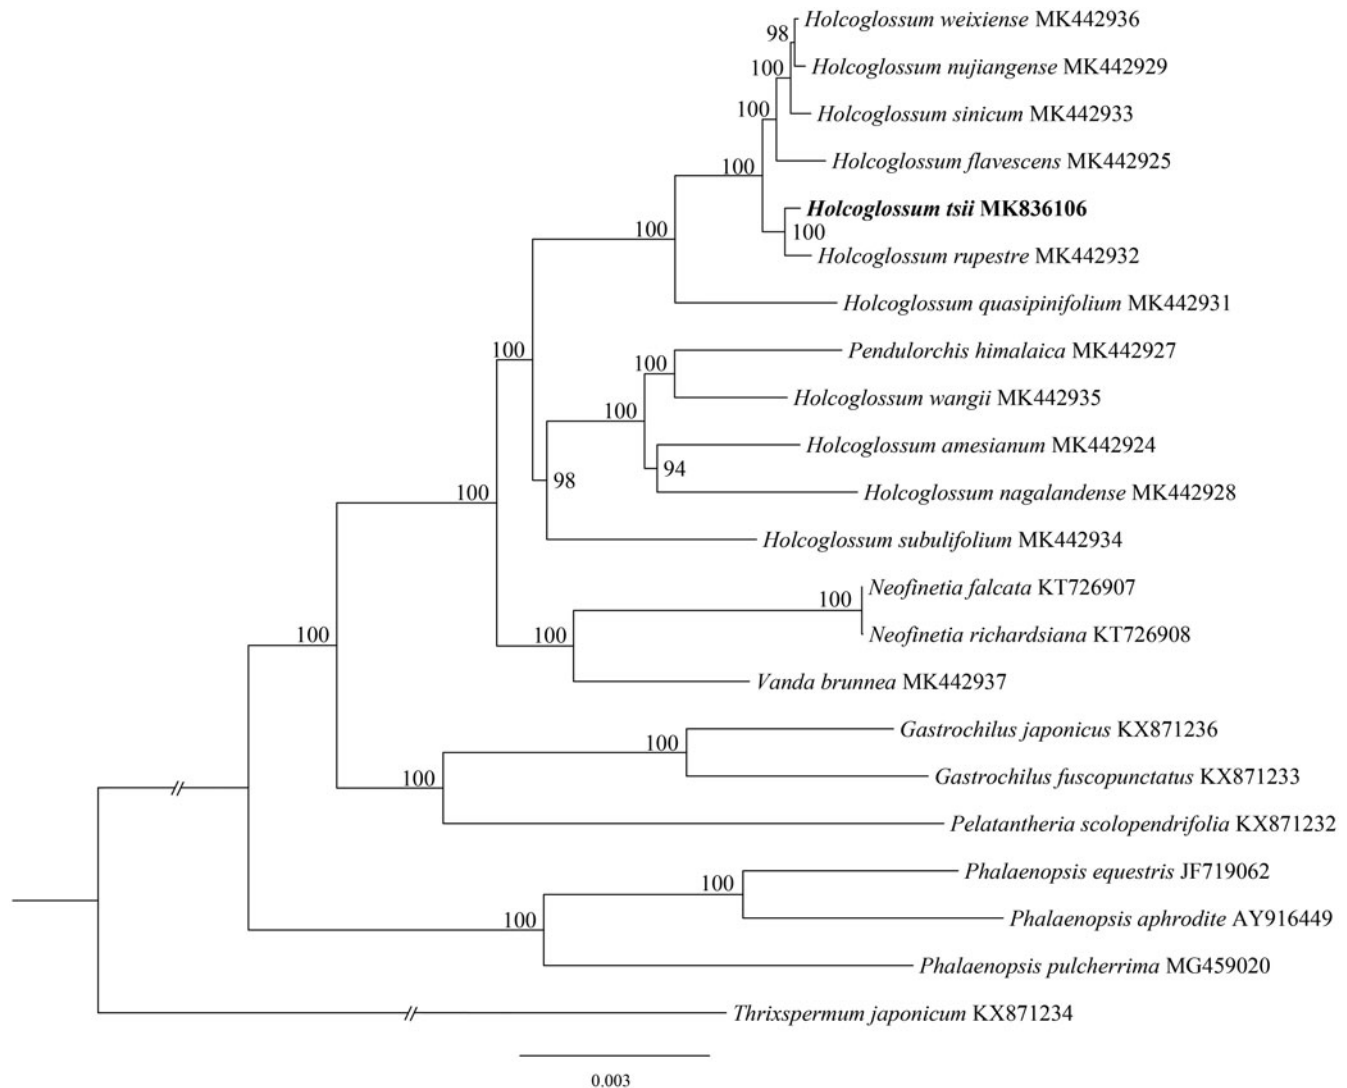 Holcoglossum weixiense MK442936
98
Holcoglossum nujiangense MK442929
100
Holcoglossum sinicum MK442933
100
Holcoglossum flavescens MK442925
100
Holcoglossum tsii MK836106
100
100
Holcoglossum rupestre MK442932
Holcoglossum quasipinifolium MK442931
100
Pendulorchis himalaica MK442927
100
Holcoglossum wangii MK442935
100
Holcoglossum amesianum MK442924
94
98
Holcoglossum nagalandense MK442928
100
Holcoglossum subulifolium MK442934
Neofinetia falcata KT726907
100
Neofinetia richardsiana KT726908
100
100
Vanda brunnea MK442937
Gastrochilus japonicus KX871236
100
Gastrochilus fuscopunctatus KX871233
100
Pelatantheria scolopendrifolia KX871232
Phalaenopsis equestris JF719062
100
Phalaenopsis aphrodite AY916449
100
Phalaenopsis pulcherrima MG459020
Thrixspermum japonicum KX871234
0.003